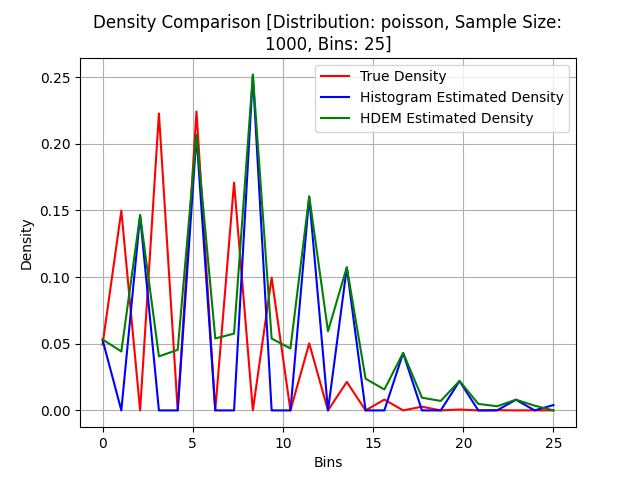 Density Comparison [Distribution: poisson, Sample Size:
1000, Bins: 25]
True Density
Histogram Estimated Density
HDEM Estimated Density
Density
0.25
0.20
0.15
0.10
0.05
0.00
0 5 10 15 20 25
Bins